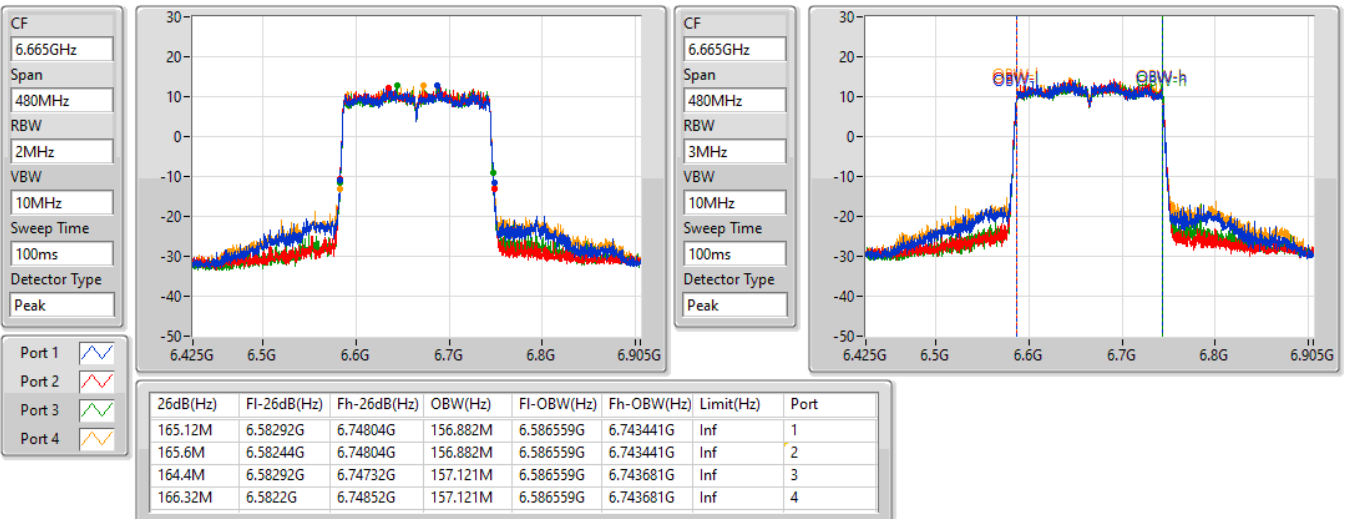 CF
6.665GHz
Span
480MHz
RBW
2MHz
VBW
10MHz
Sweep Time
100ms
Detector Type
Peak
30
20
10
0
-10
-20
-30
-40
-50
6.425G 6.5G 6.6G 6.7G 6.8G 6.905G
CF
6.665GHz
Span
480MHz
RBW
3MHz
VBW
10MHz
Sweep Time
100ms
Detector Type
Peak
30
20
10
0
-10
-20
-30
-40
-50
OBW-l OBW-h
6.425G 6.5G 6.6G 6.7G 6.8G 6.905G
Port 1
Port 2
Port 3
Port 4
26dB(Hz) Fl-26dB(Hz) Fh-26dB(Hz) OBW(Hz) Fl-OBW(Hz) Fh-OBW(Hz) Limit(Hz) Port
165.12M 6.58292G 6.74804G 156.882M 6.586559G 6.743441G Inf 1
165.6M 6.58244G 6.74804G 156.882M 6.586559G 6.743441G Inf 2
164.4M 6.58292G 6.74732G 157.121M 6.586559G 6.743681G Inf 3
166.32M 6.5822G 6.74852G 157.121M 6.586559G 6.743681G Inf 4